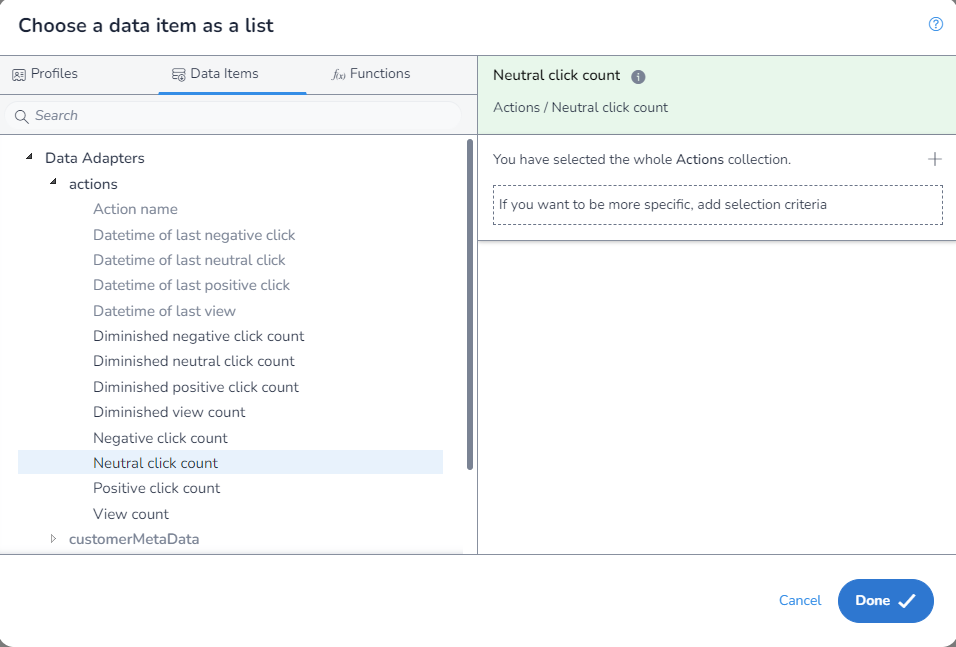 Choose a data item as a list
?
Profiles
Data Items
f(x) Functions
Search
Data Adapters
actions
Action name
Datetime of last negative click
Datetime of last neutral click
Datetime of last positive click
Datetime of last view
Diminished negative click count
Diminished neutral click count
Diminished positive click count
Diminished view count
Negative click count
Neutral click count
Positive click count
View count
customerMetaData
Neutral click count i
Actions / Neutral click count
You have selected the whole Actions collection.
If you want to be more specific, add selection criteria
Cancel
Done